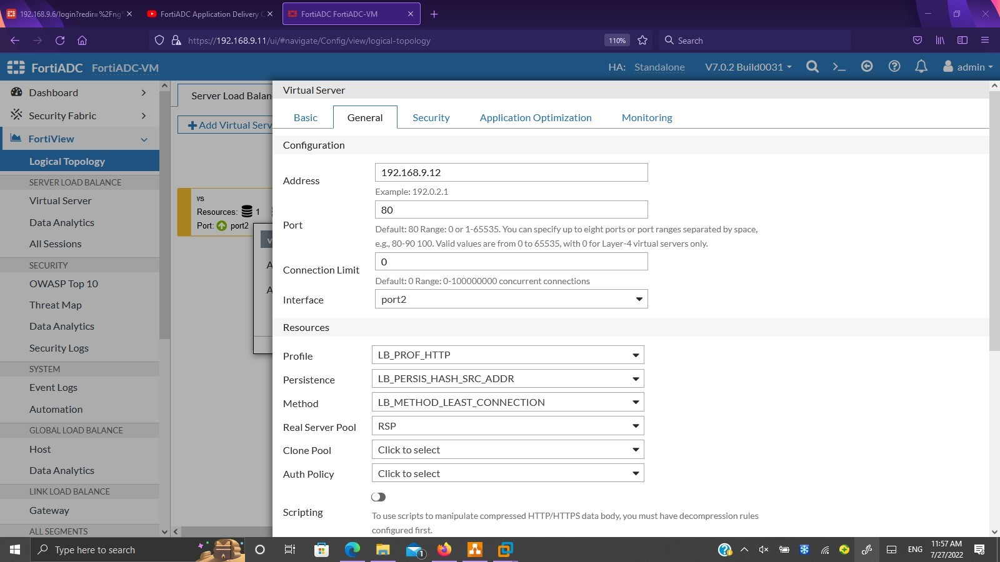 192.168.9.6/login?redir=%2Fng
FortiADC Application Delivery C
FortiADC FortiADC-VM
https://192.168.9.11/ui/#navigate/Config/view/logical-topology
110%
Search
FortiADC FortiADC-VM
HA: Standalone
V7.0.2 Build0031
admin
Dashboard
Security Fabric
FortiView
Logical Topology
SERVER LOAD BALANCE
Virtual Server
Data Analytics
All Sessions
SECURITY
OWASP Top 10
Threat Map
Data Analytics
Security Logs
SYSTEM
Event Logs
Automation
GLOBAL LOAD BALANCE
Host
Data Analytics
LINK LOAD BALANCE
Gateway
ALL SEGMENTS
Server Load Balan
Add Virtual Serv
vs
Resources: 1
Port: port2
v
A
A
Virtual Server
Basic
General
Security
Application Optimization
Monitoring
Configuration
Address
192.168.9.12
Example: 192.0.2.1
Port
80
Default: 80 Range: 0 or 1-65535. You can specify up to eight ports or port ranges separated by space,
e.g., 80-90 100. Valid values are from 0 to 65535, with 0 for Layer-4 virtual servers only.
Connection Limit
0
Default: 0 Range: 0-100000000 concurrent connections
Interface
port2
Resources
Profile
LB_PROF_HTTP
Persistence
LB_PERSIS_HASH_SRC_ADDR
Method
LB_METHOD_LEAST_CONNECTION
Real Server Pool
RSP
Clone Pool
Click to select
Auth Policy
Click to select
Scripting
To use scripts to manipulate compressed HTTP/HTTPS data body, you must have decompression rules
configured first.
Type here to search
1
ENG
11:57 AM
7/27/2022